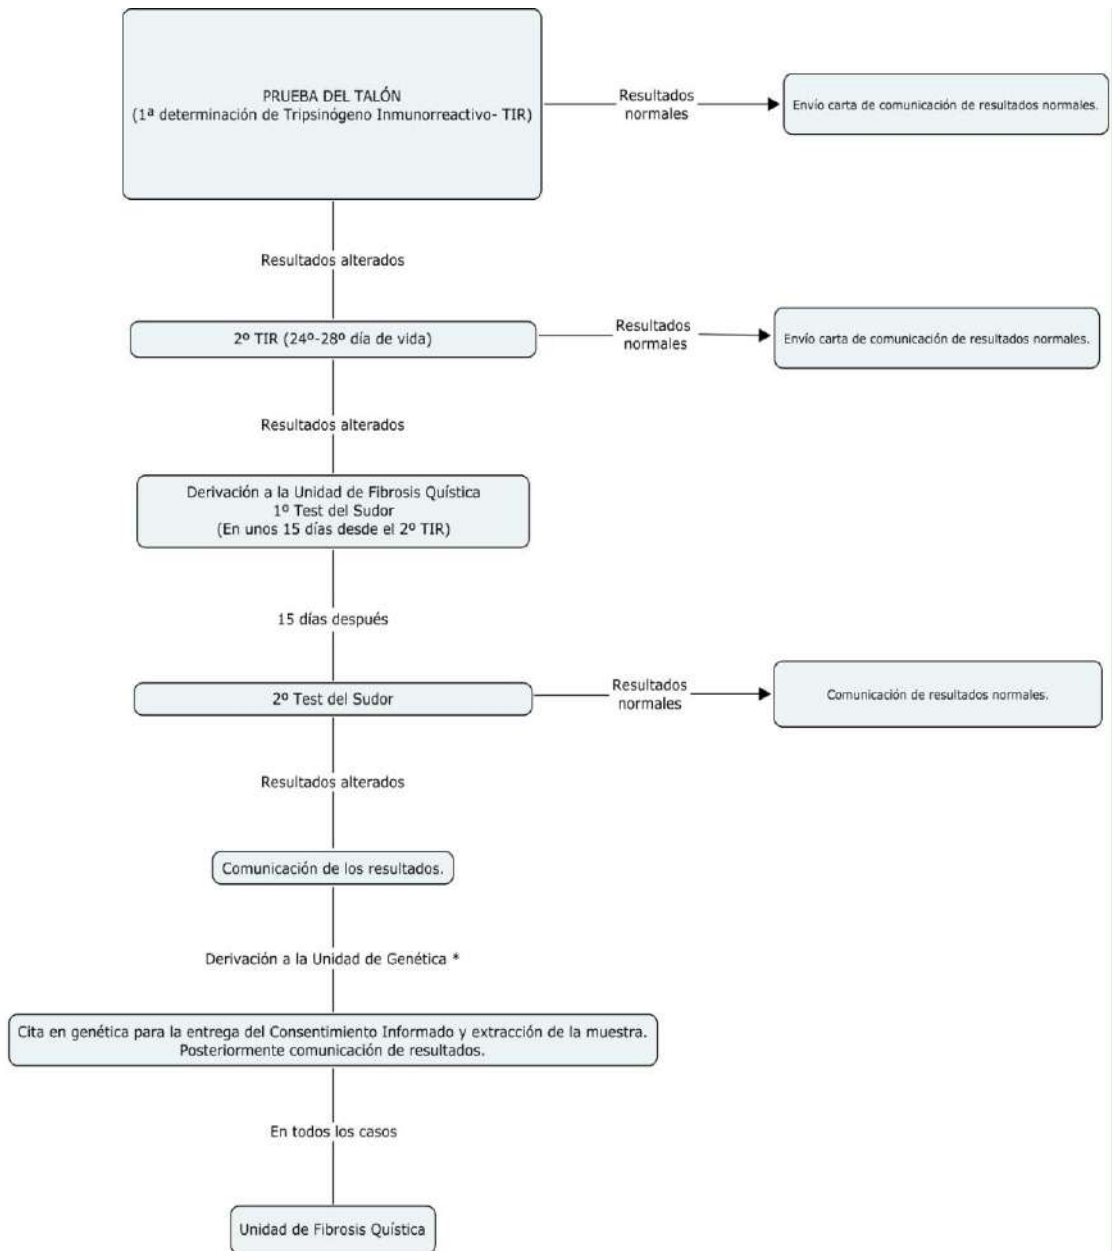 PRUEBA DEL TALÓN
(1ª determinación de Tripsinógeno Inmunorreactivo- TIR)
Resultados
normales
Envío carta de comunicación de resultados normales.
Resultados alterados
2º TIR (24º-28º día de vida)
Resultados
normales
Envío carta de comunicación de resultados normales.
Resultados alterados
Derivación a la Unidad de Fibrosis Quística
1º Test del Sudor
(En unos 15 días desde el 2º TIR)
15 días después
2º Test del Sudor
Resultados
normales
Comunicación de resultados normales.
Resultados alterados
Comunicación de los resultados.
Derivación a la Unidad de Genética *
Cita en genética para la entrega del Consentimiento Informado y extracción de la muestra.
Posteriormente comunicación de resultados.
En todos los casos
Unidad de Fibrosis Quística